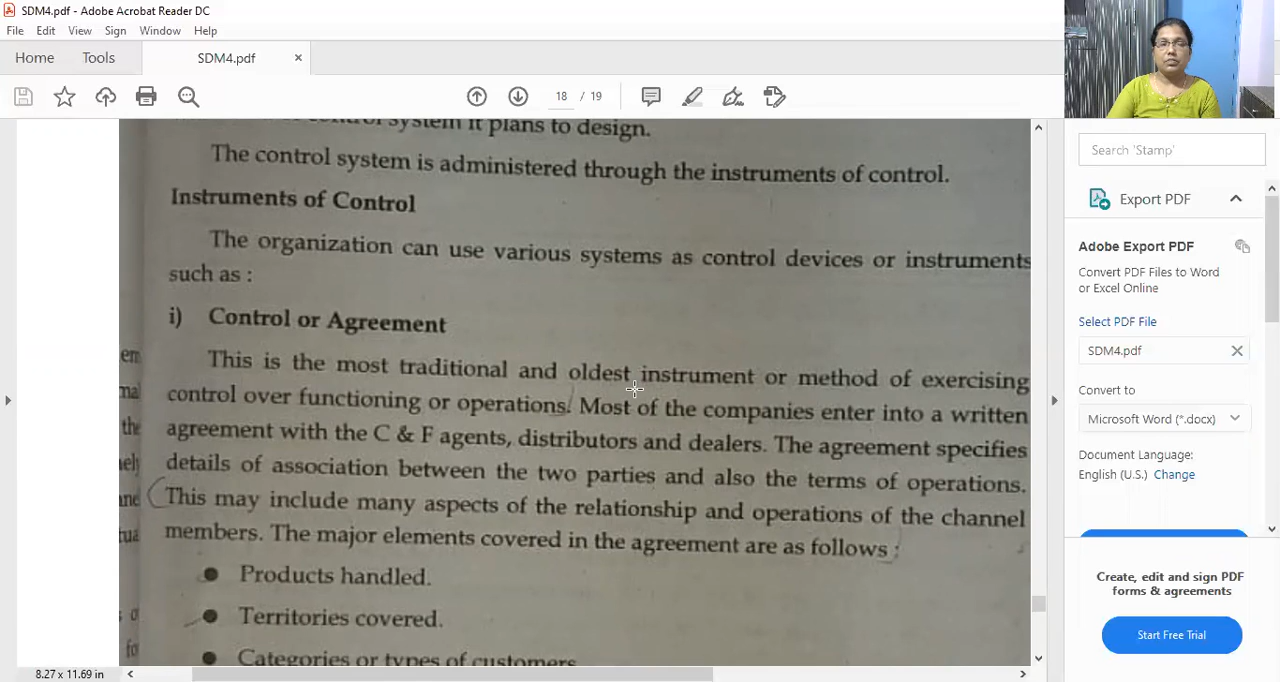 SDM4.pdf - Adobe Acrobat Reader DC
File Edit View Sign Window Help
Home Tools SDM4.pdf ×
18 / 19
system it plans to design.
The control system is administered through the instruments of control.
Instruments of Control
The organization can use various systems as control devices or instruments
such as :
i) Control or Agreement
This is the most traditional and oldest instrument or method of exercising
control over functioning or operations. Most of the companies enter into a written
agreement with the C & F agents, distributors and dealers. The agreement specifies
details of association between the two parties and also the terms of operations.
This may include many aspects of the relationship and operations of the channel
members. The major elements covered in the agreement are as follows :
● Products handled.
● Territories covered.
● Categories or types of customers
8.27 x 11.69 in
Search 'Stamp'
Export PDF
Adobe Export PDF
Convert PDF Files to Word
or Excel Online
Select PDF File
SDM4.pdf
Convert to
Microsoft Word (*.docx)
Document Language:
English (U.S.) Change
Create, edit and sign PDF
forms & agreements
Start Free Trial